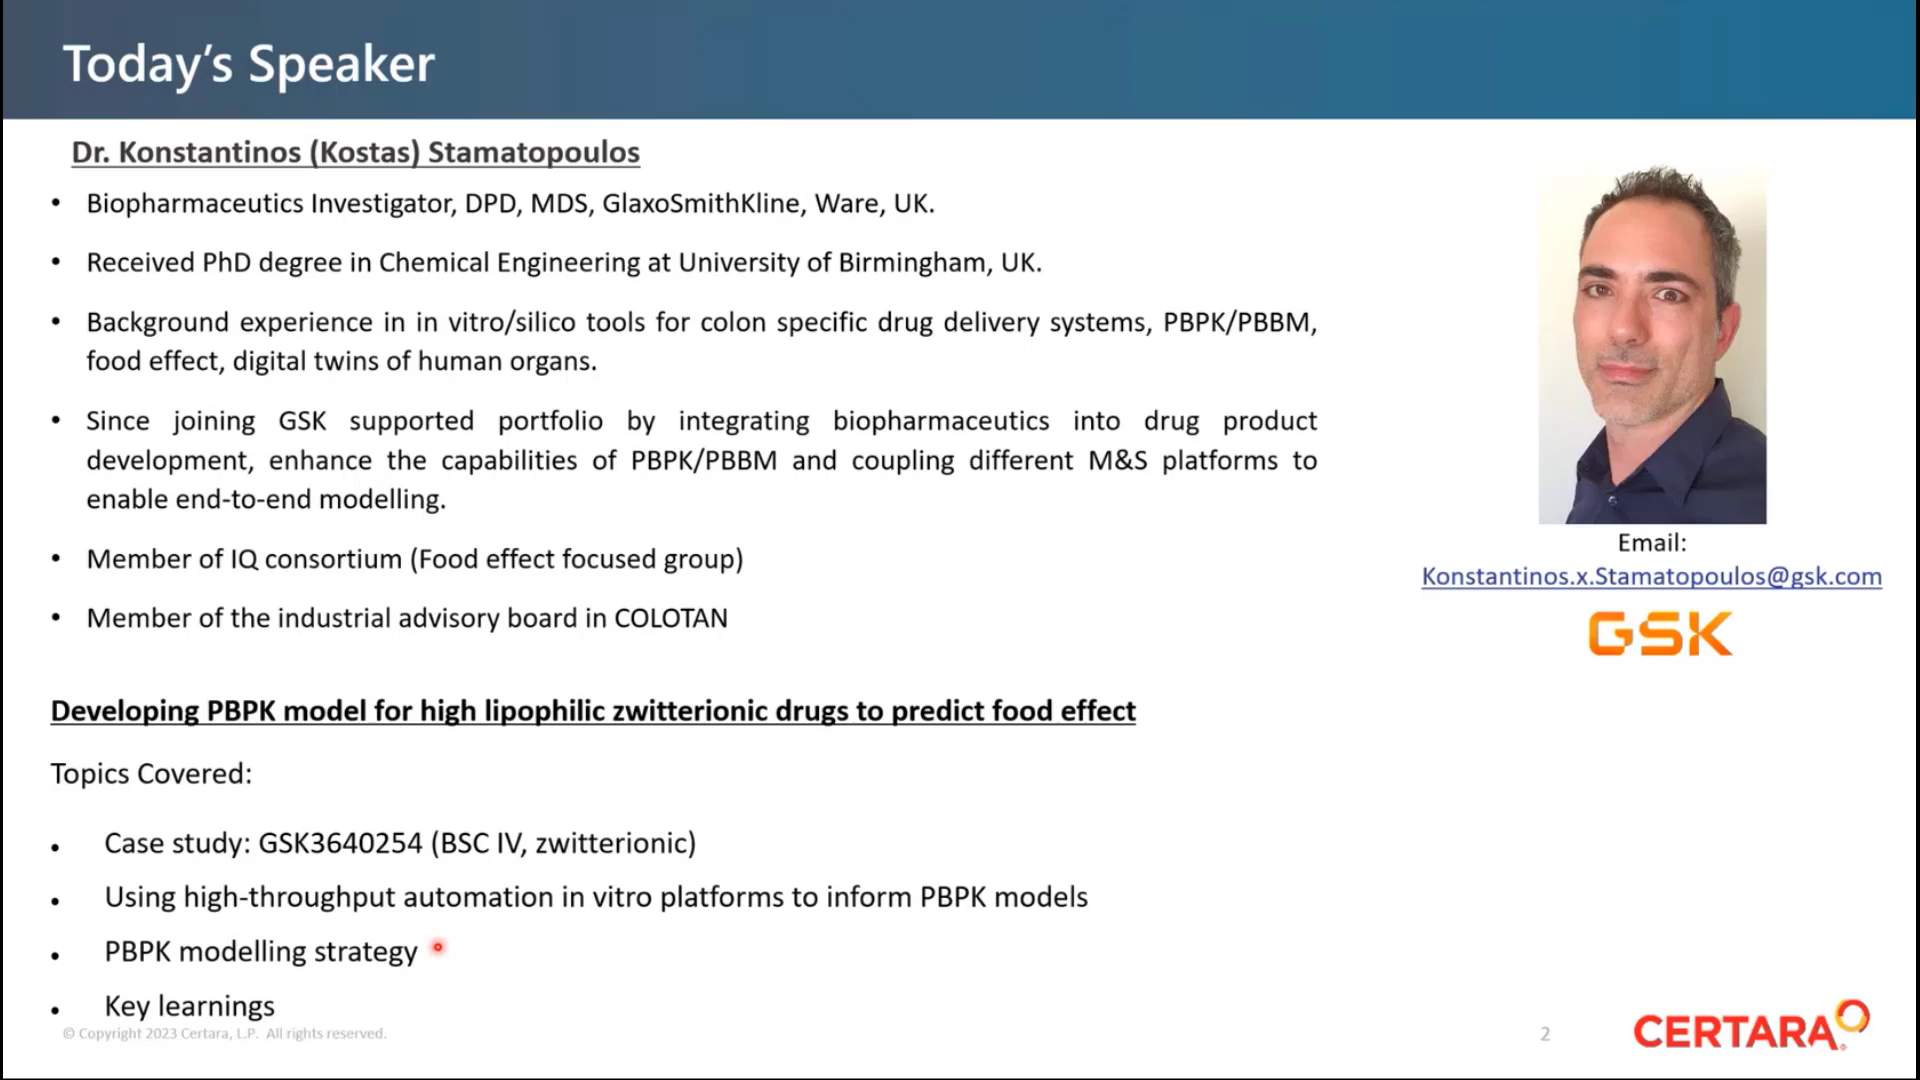 Today’s Speaker
Dr. Konstantinos (Kostas) Stamatopoulos
• Biopharmaceutics Investigator, DPD, MDS, GlaxoSmithKline, Ware, UK.
• Received PhD degree in Chemical Engineering at University of Birmingham, UK.
• Background experience in in vitro/silico tools for colon specific drug delivery systems, PBPK/PBBM,
food effect, digital twins of human organs.
• Since joining GSK supported portfolio by integrating biopharmaceutics into drug product
development, enhance the capabilities of PBPK/PBBM and coupling different M&S platforms to
enable end-to-end modelling.
• Member of IQ consortium (Food effect focused group)
• Member of the industrial advisory board in COLOTAN
Email:
Konstantinos.x.Stamatopoulos@gsk.com
GSK
Developing PBPK model for high lipophilic zwitterionic drugs to predict food effect
Topics Covered:
• Case study: GSK3640254 (BSC IV, zwitterionic)
• Using high-throughput automation in vitro platforms to inform PBPK models
• PBPK modelling strategy
• Key learnings
© Copyright 2023 Certara, L.P. All rights reserved.
2
CERTARA